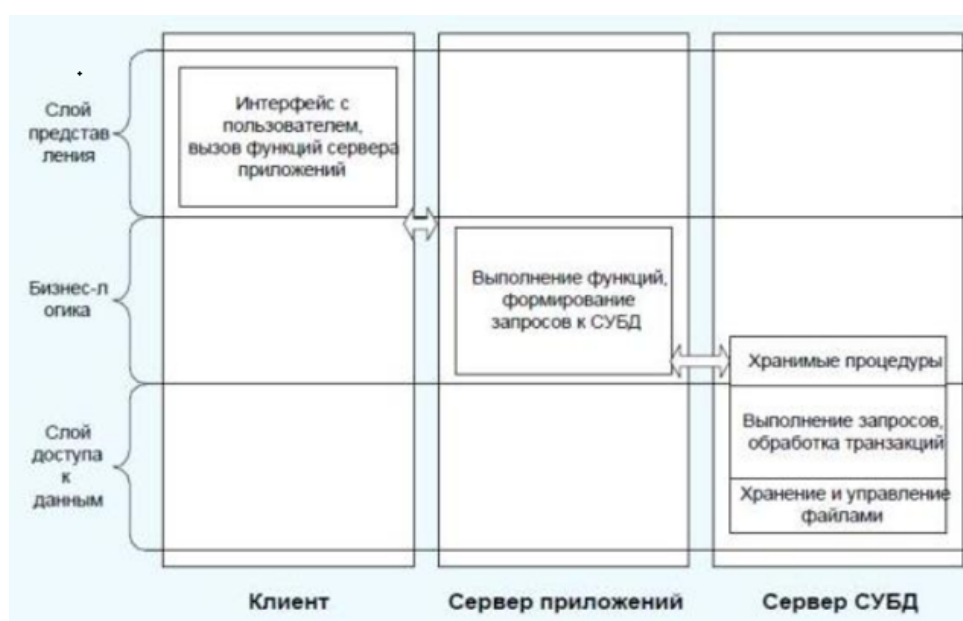 Слой
представ
ления
Интерфейс с
пользователем,
вызов функций сервера
приложений
Бизнес-л
огика
Выполнение функций,
формирование
запросов к СУБД
Хранимые процедуры
Слой
доступа
к
данным
Выполнение запросов,
обработка транзакций
Хранение и управление
файлами
Клиент
Сервер приложений
Сервер СУБД